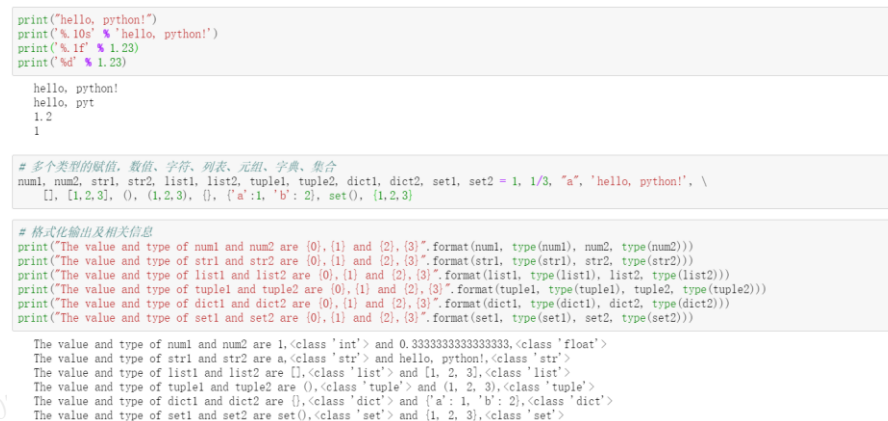 print("hello, python!")
print('%.10s' % 'hello, python!')
print('%.1f' % 1.23)
print('%d' % 1.23)
hello, python!
hello, pyt
1.2
1
# 多个类型的赋值，数值、字符、列表、元组、字典、集合
num1, num2, str1, str2, list1, list2, tuple1, tuple2, dict1, dict2, set1, set2 = 1, 1/3, "a", 'hello, python!', \
[], [1,2,3], (), (1,2,3), {}, {'a':1, 'b': 2}, set(), {1,2,3}
# 格式化输出及相关信息
print("The value and type of num1 and num2 are {0},{1} and {2},{3}".format(num1, type(num1), num2, type(num2)))
print("The value and type of str1 and str2 are {0},{1} and {2},{3}".format(str1, type(str1), str2, type(str2)))
print("The value and type of list1 and list2 are {0},{1} and {2},{3}".format(list1, type(list1), list2, type(list2)))
print("The value and type of tuple1 and tuple2 are {0},{1} and {2},{3}".format(tuple1, type(tuple1), tuple2, type(tuple2)))
print("The value and type of dict1 and dict2 are {0},{1} and {2},{3}".format(dict1, type(dict1), dict2, type(dict2)))
print("The value and type of set1 and set2 are {0},{1} and {2},{3}".format(set1, type(set1), set2, type(set2)))
The value and type of num1 and num2 are 1,<class 'int'> and 0.3333333333333333,<class 'float'>
The value and type of str1 and str2 are a,<class 'str'> and hello, python!,<class 'str'>
The value and type of list1 and list2 are [],<class 'list'> and [1, 2, 3],<class 'list'>
The value and type of tuple1 and tuple2 are (),<class 'tuple'> and (1, 2, 3),<class 'tuple'>
The value and type of dict1 and dict2 are {},<class 'dict'> and {'a': 1, 'b': 2},<class 'dict'>
The value and type of set1 and set2 are set(),<class 'set'> and {1, 2, 3},<class 'set'>